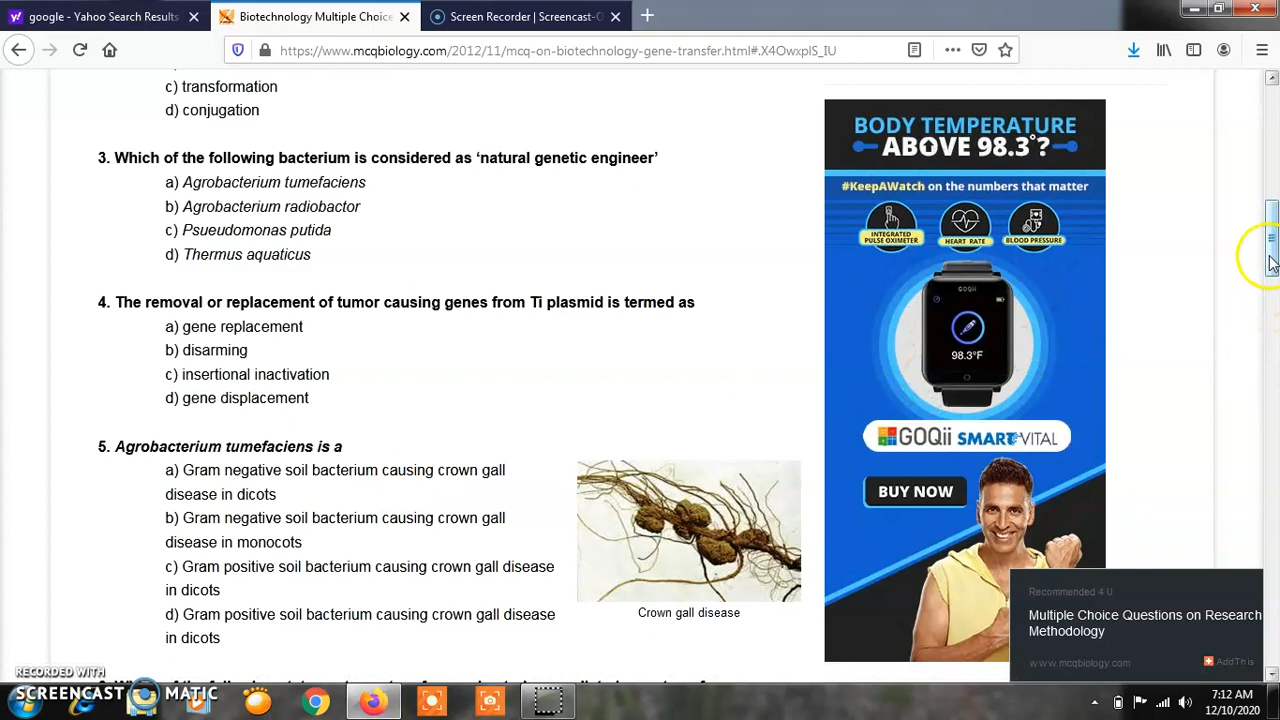 google - Yahoo Search Results
Biotechnology Multiple Choice
Screen Recorder | Screencast-O
https://www.mcqbiology.com/2012/11/mcq-on-biotechnology-gene-transfer.html#.X4OwxplS_IU
c) transformation
d) conjugation
3. Which of the following bacterium is considered as ‘natural genetic engineer’
a) Agrobacterium tumefaciens
b) Agrobacterium radiobactor
c) Psueudomonas putida
d) Thermus aquaticus
4. The removal or replacement of tumor causing genes from Ti plasmid is termed as
a) gene replacement
b) disarming
c) insertional inactivation
d) gene displacement
5. Agrobacterium tumefaciens is a
a) Gram negative soil bacterium causing crown gall
disease in dicots
b) Gram negative soil bacterium causing crown gall
disease in monocots
c) Gram positive soil bacterium causing crown gall disease
in dicots
d) Gram positive soil bacterium causing crown gall disease
in dicots
Crown gall disease
BODY TEMPERATURE
ABOVE 98.3°?
#KeepAWatch on the numbers that matter
INTEGRATED
PULSE OXIMETER
HEART RATE
BLOOD PRESSURE
GOQii
98.3°F
GOQii SMART VITAL
BUY NOW
Recommended 4 U
Multiple Choice Questions on Research
Methodology
www.mcqbiology.com
AddThis
RECORDED WITH
SCREENCAST MATIC
7:12 AM
12/10/2020